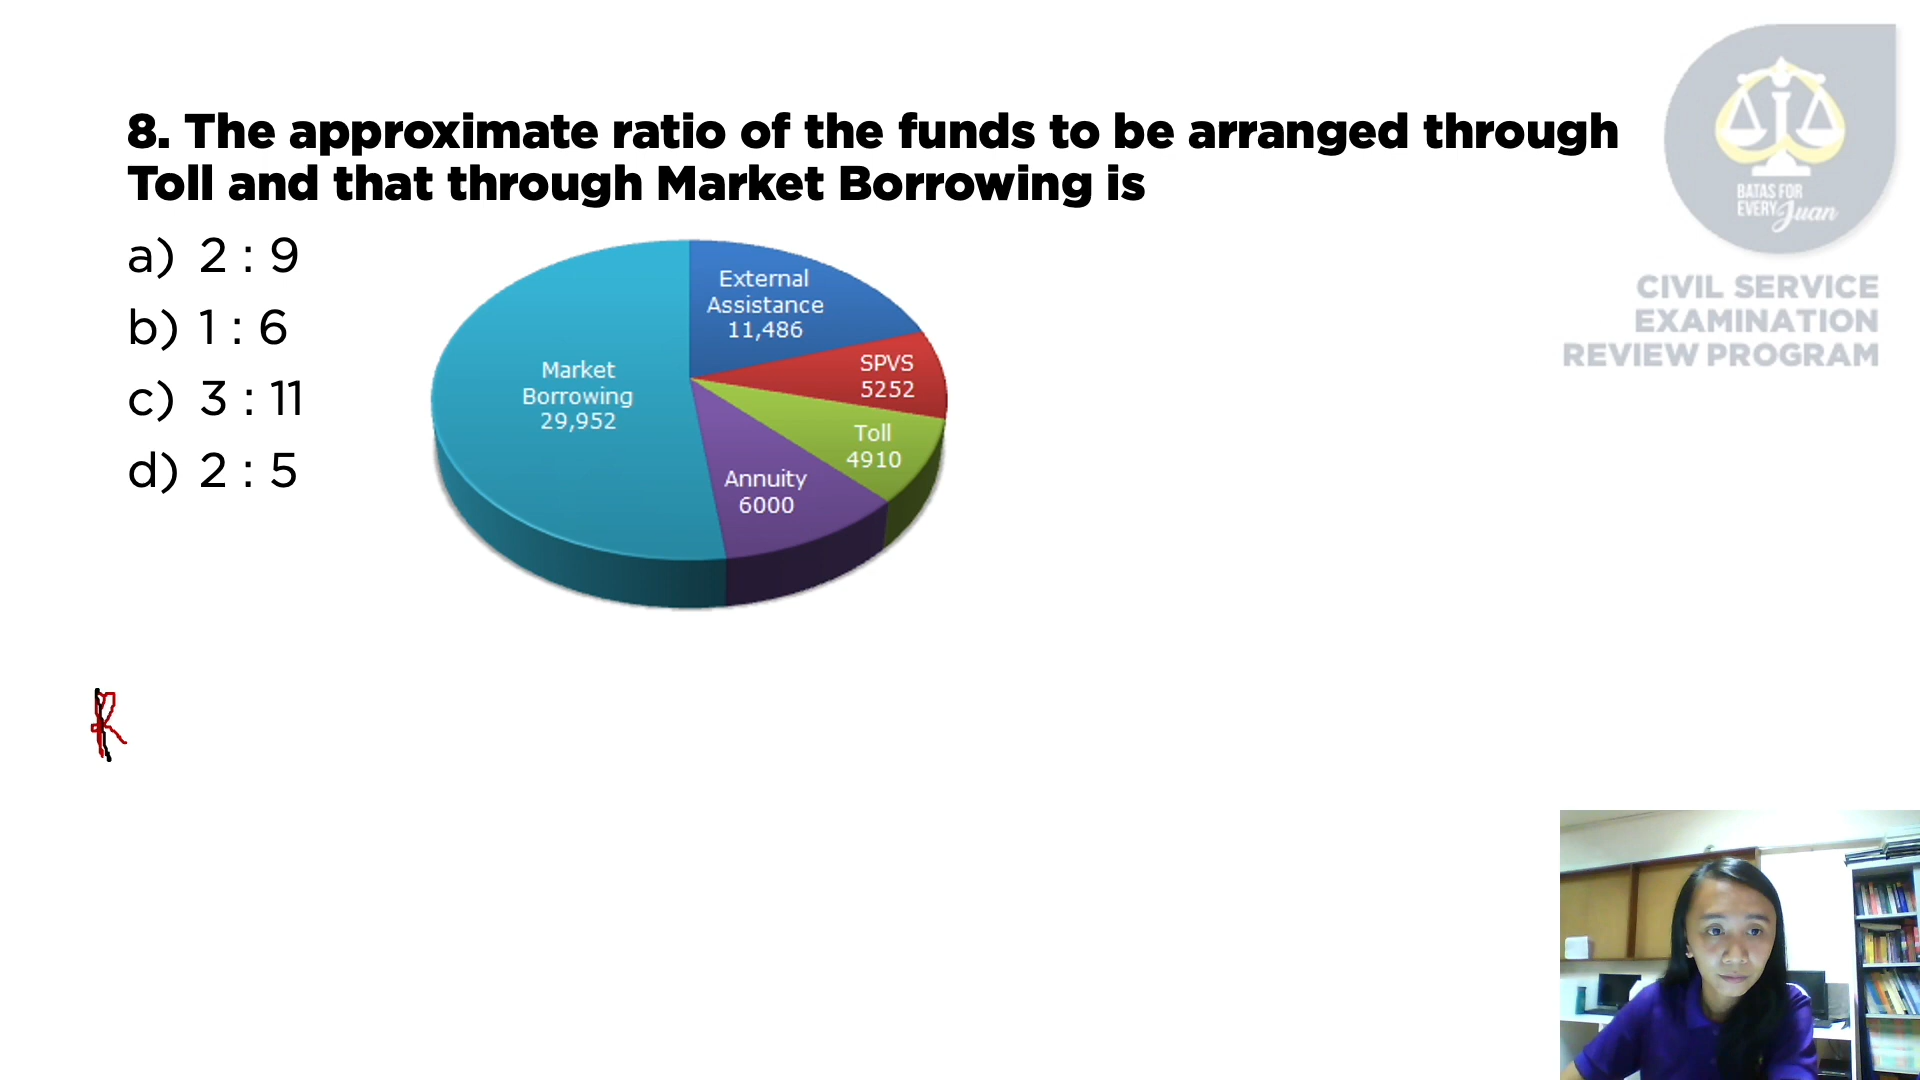 8. The approximate ratio of the funds to be arranged through
Toll and that through Market Borrowing is
a) 2 : 9
b) 1 : 6
c) 3 : 11
d) 2 : 5
External
Assistance
11,486
SPVS
5252
Toll
4910
Annuity
6000
Market
Borrowing
29,952
BATAS FOR
EVERY Juan
CIVIL SERVICE
EXAMINATION
REVIEW PROGRAM
R